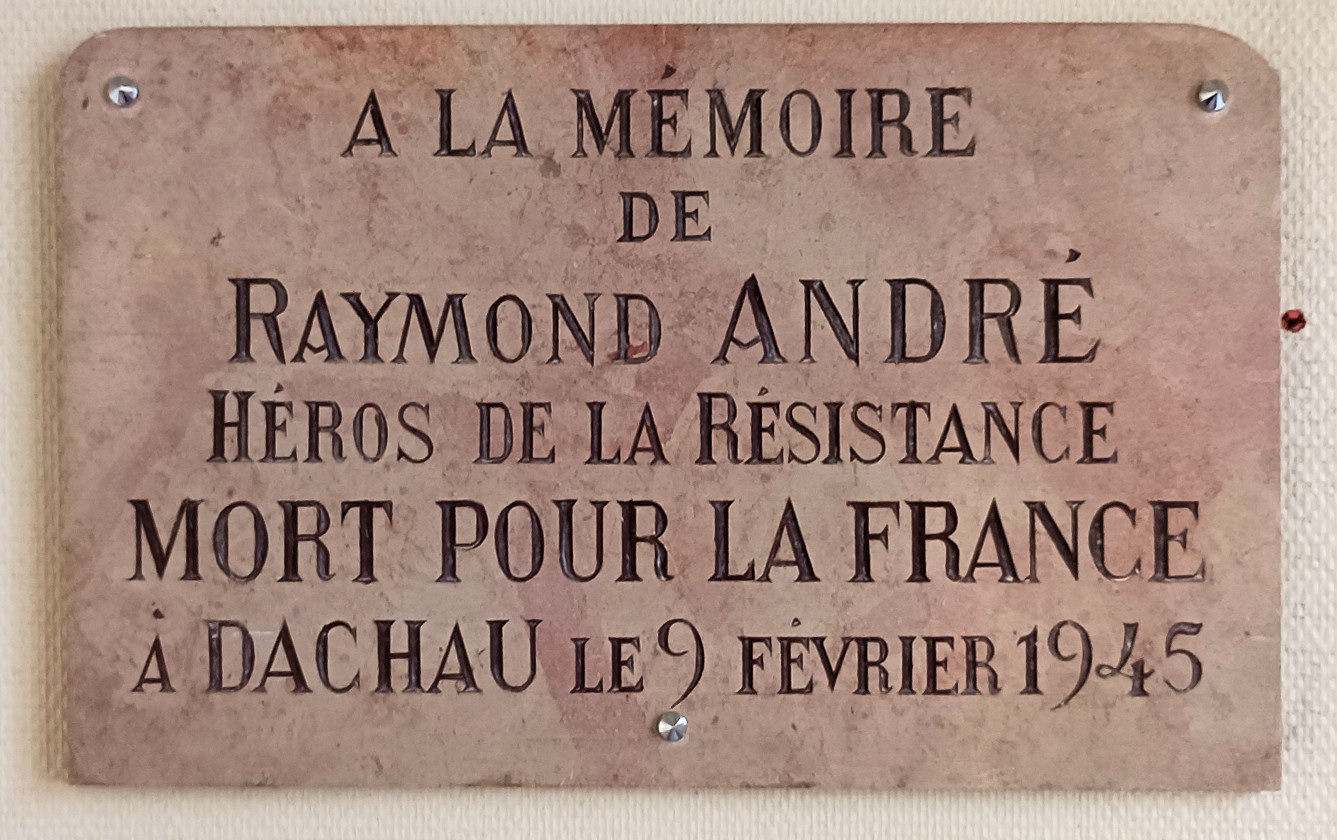 A LA MÉMOIRE
DE
RAYMOND ANDRÉ
HÉROS DE LA RÉSISTANCE
MORT POUR LA FRANCE
À DACHAU LE 9 FÉVRIER 1945